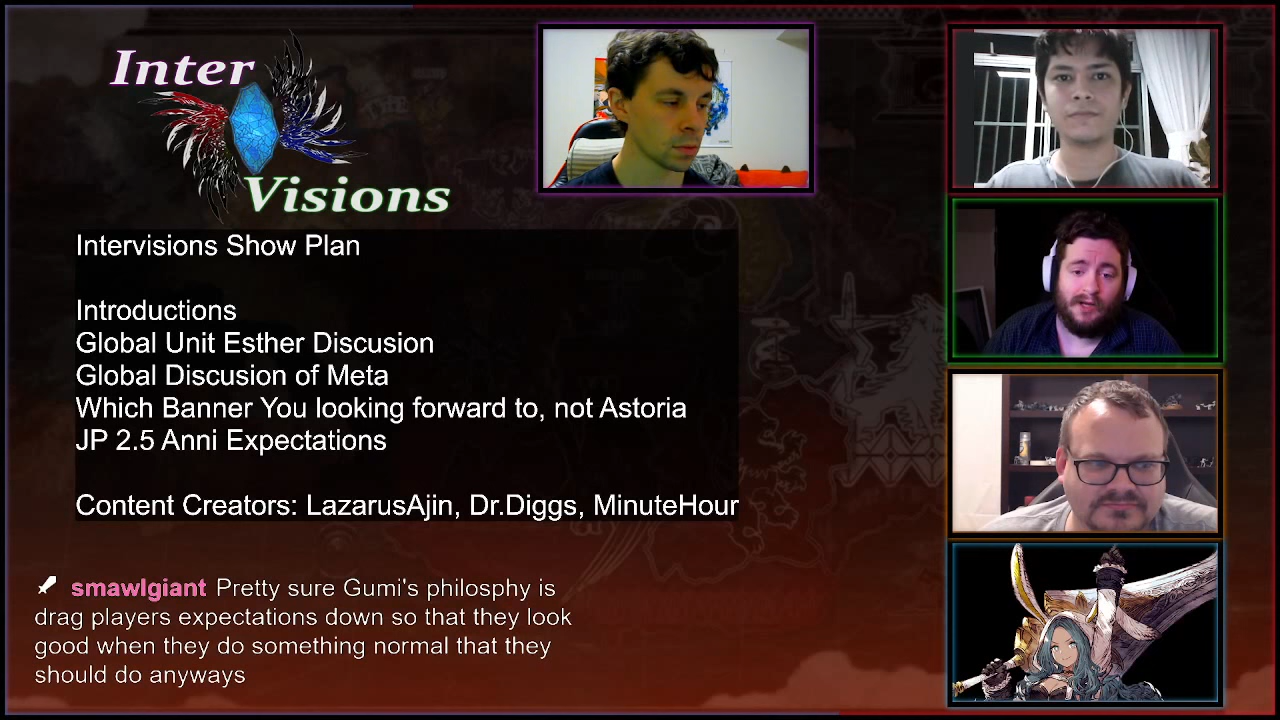 Inter
Visions
Intervisions Show Plan
Introductions
Global Unit Esther Discusion
Global Discusion of Meta
Which Banner You looking forward to, not Astoria
JP 2.5 Anni Expectations
Content Creators: LazarusAjin, Dr.Diggs, MinuteHour
smawlgiant Pretty sure Gumi's philosphy is
drag players expectations down so that they look
good when they do something normal that they
should do anyways